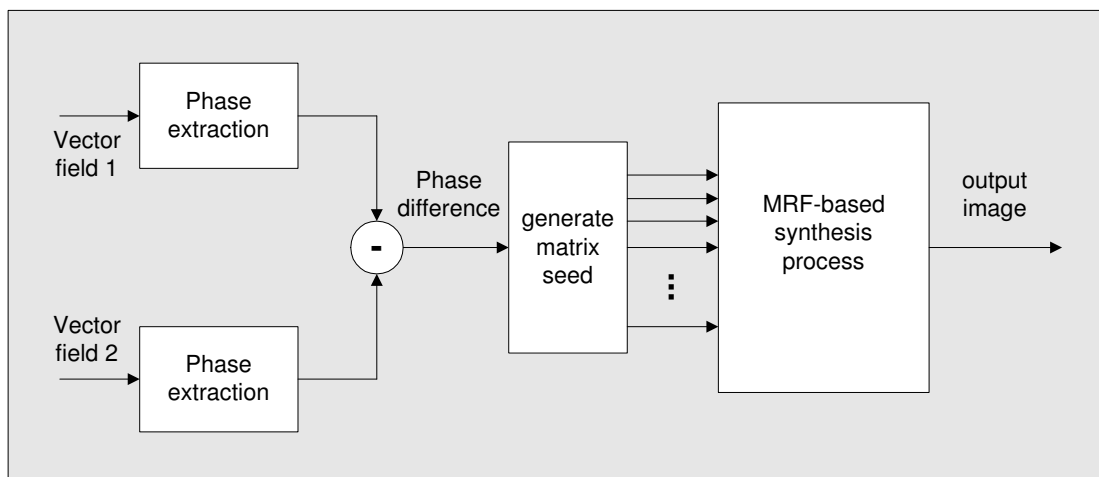 Phase
extraction
Vector
field 1
Phase
difference
-
generate
matrix
seed
...
MRF-based
synthesis
process
output
image
Vector
field 2
Phase
extraction